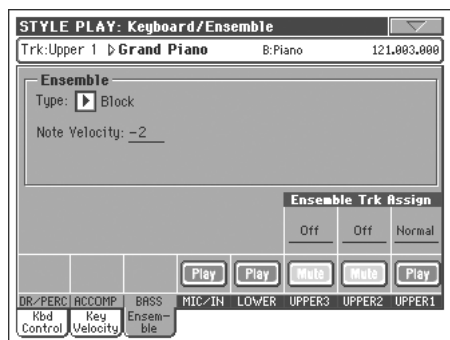 STYLE PLAY: Keyboard/Ensemble
Trk:Upper 1 ▷Grand Piano B:Piano 121.003.000
Ensemble
Type: ▶ Block
Note Velocity: -2
Ensemble Trk Assign
Off Off Normal
Play Play Mute Mute Play
DR/PERC ACCOMP BASS MIC/IN LOWER UPPER3 UPPER2 UPPER1
Kbd Key Ensem-
Control Velocity ble